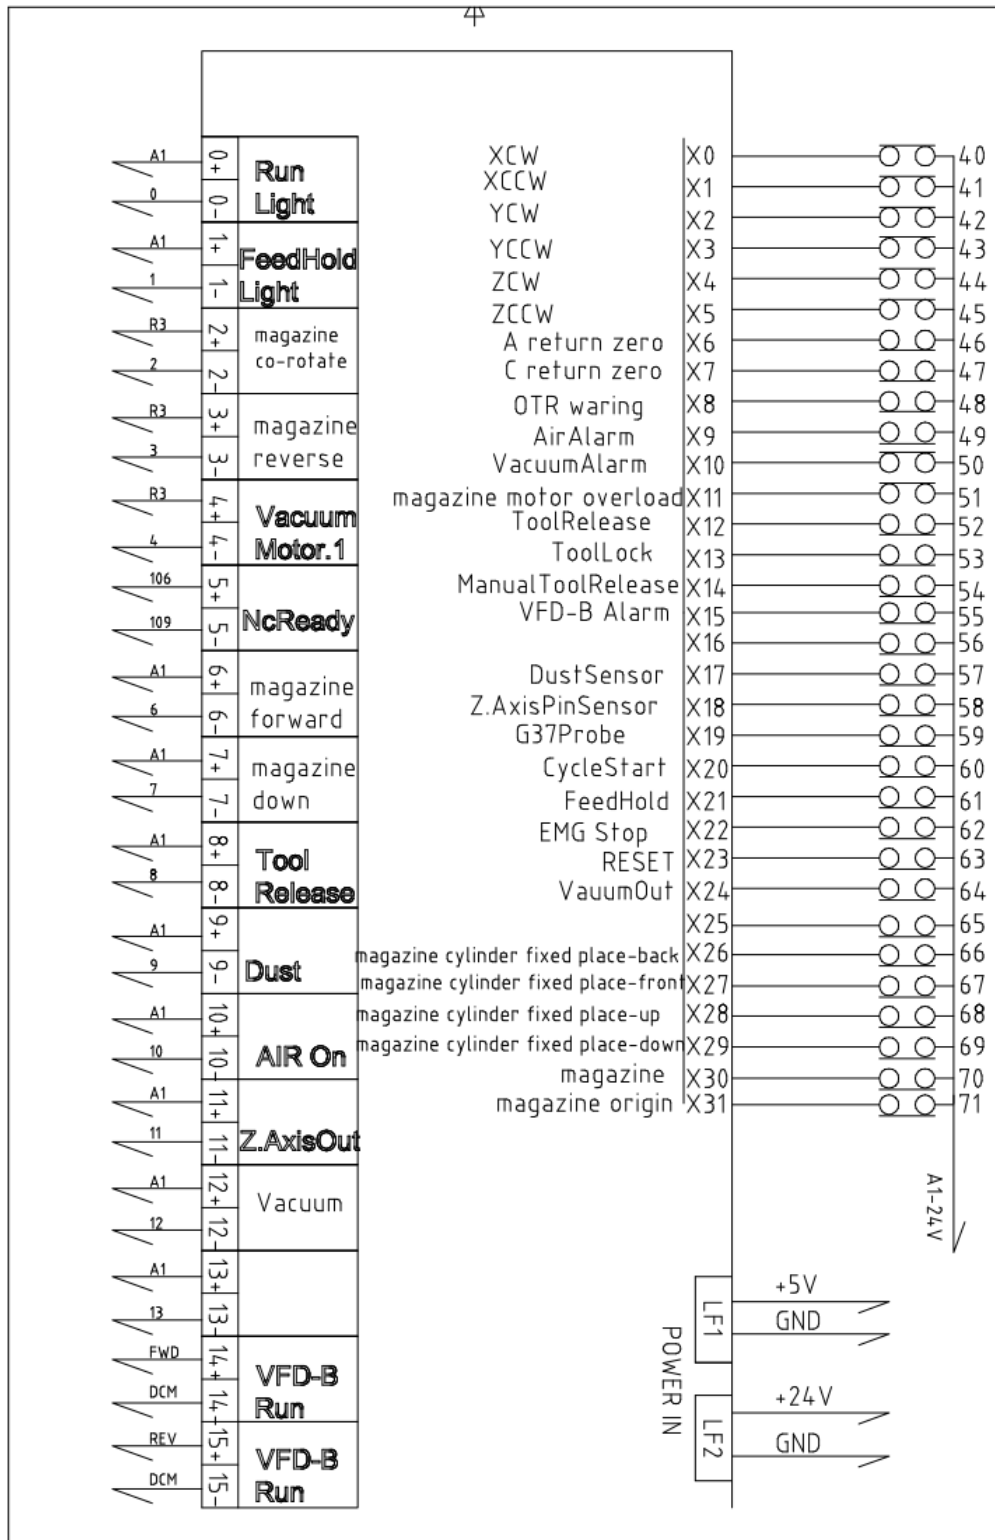 A1 0+ Run
0 0- Light
A1 1+ FeedHold
1 1- Light
R3 2+ magazine
2 2- co-rotate
R3 3+ magazine
3 3- reverse
R3 4+ Vacuum
4 4- Motor.1
106 5+ NcReady
109 5-
A1 6+ magazine
6 6- forward
A1 7+ magazine
7 7- down
A1 8+ Tool
8 8- Release
A1 9+
9 9- Dust
A1 10+
10 10- AIR On
A1 11+
11 11- Z.AxisOut
A1 12+ Vacuum
12 12-
A1 13+
13 13-
FWD 14+ VFD-B
DCM 14- Run
REV 15+ VFD-B
DCM 15- Run
XCW X0 40
XCCW X1 41
YCW X2 42
YCCW X3 43
ZCW X4 44
ZCCW X5 45
A return zero X6 46
C return zero X7 47
OTR waring X8 48
AirAlarm X9 49
VacuumAlarm X10 50
magazine motor overload X11 51
ToolRelease X12 52
ToolLock X13 53
ManualToolRelease X14 54
VFD-B Alarm X15 55
X16 56
DustSensor X17 57
Z.AxisPinSensor X18 58
G37Probe X19 59
CycleStart X20 60
FeedHold X21 61
EMG Stop X22 62
RESET X23 63
VauumOut X24 64
X25 65
magazine cylinder fixed place-back X26 66
magazine cylinder fixed place-front X27 67
magazine cylinder fixed place-up X28 68
magazine cylinder fixed place-down X29 69
magazine X30 70
magazine origin X31 71
A1-24V
POWER IN
LF1
+5V
GND
LF2
+24V
GND